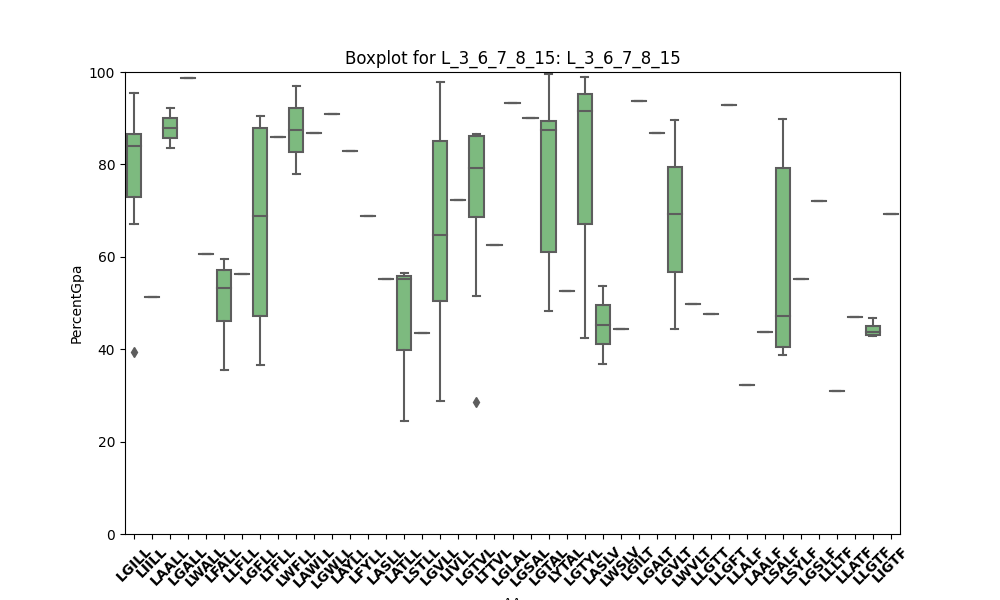 Boxplot for L_3_6_7_8_15: L_3_6_7_8_15
PercentGpa
100
80
60
40
20
0
LGILL
LIILL
LAALL
LGALL
LWALL
LFALL
LLFLL
LGFLL
LTFLL
LWFLL
LAWLL
LGWLL
LAYLL
LFYLL
LASLL
LATLL
LSTLL
LGVLL
LIVLL
LGTVL
LTTVL
LGLAL
LGSAL
LGTAL
LYTAL
LGTYL
LASLV
LWSLV
LGILT
LGALT
LGVLT
LWVLT
LLGTT
LLGFT
LLALF
LAALF
LSALF
LSYLF
LGSLF
LLLTF
LLATF
LLGTF
LIGTF